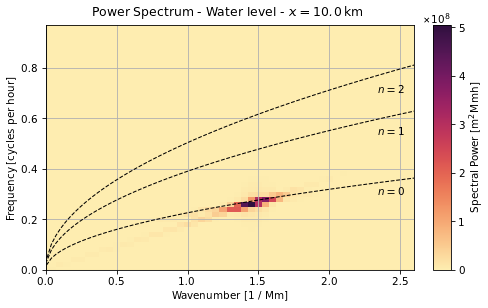 Power Spectrum - Water level - x = 10.0 km
×10⁸
Frequency [cycles per hour]
0.8
0.6
0.4
0.2
0.0
n = 2
n = 1
n = 0
0.0 0.5 1.0 1.5 2.0 2.5
Wavenumber [1 / Mm]
5
4
3
2
1
0
Spectral Power [m² Mm h]